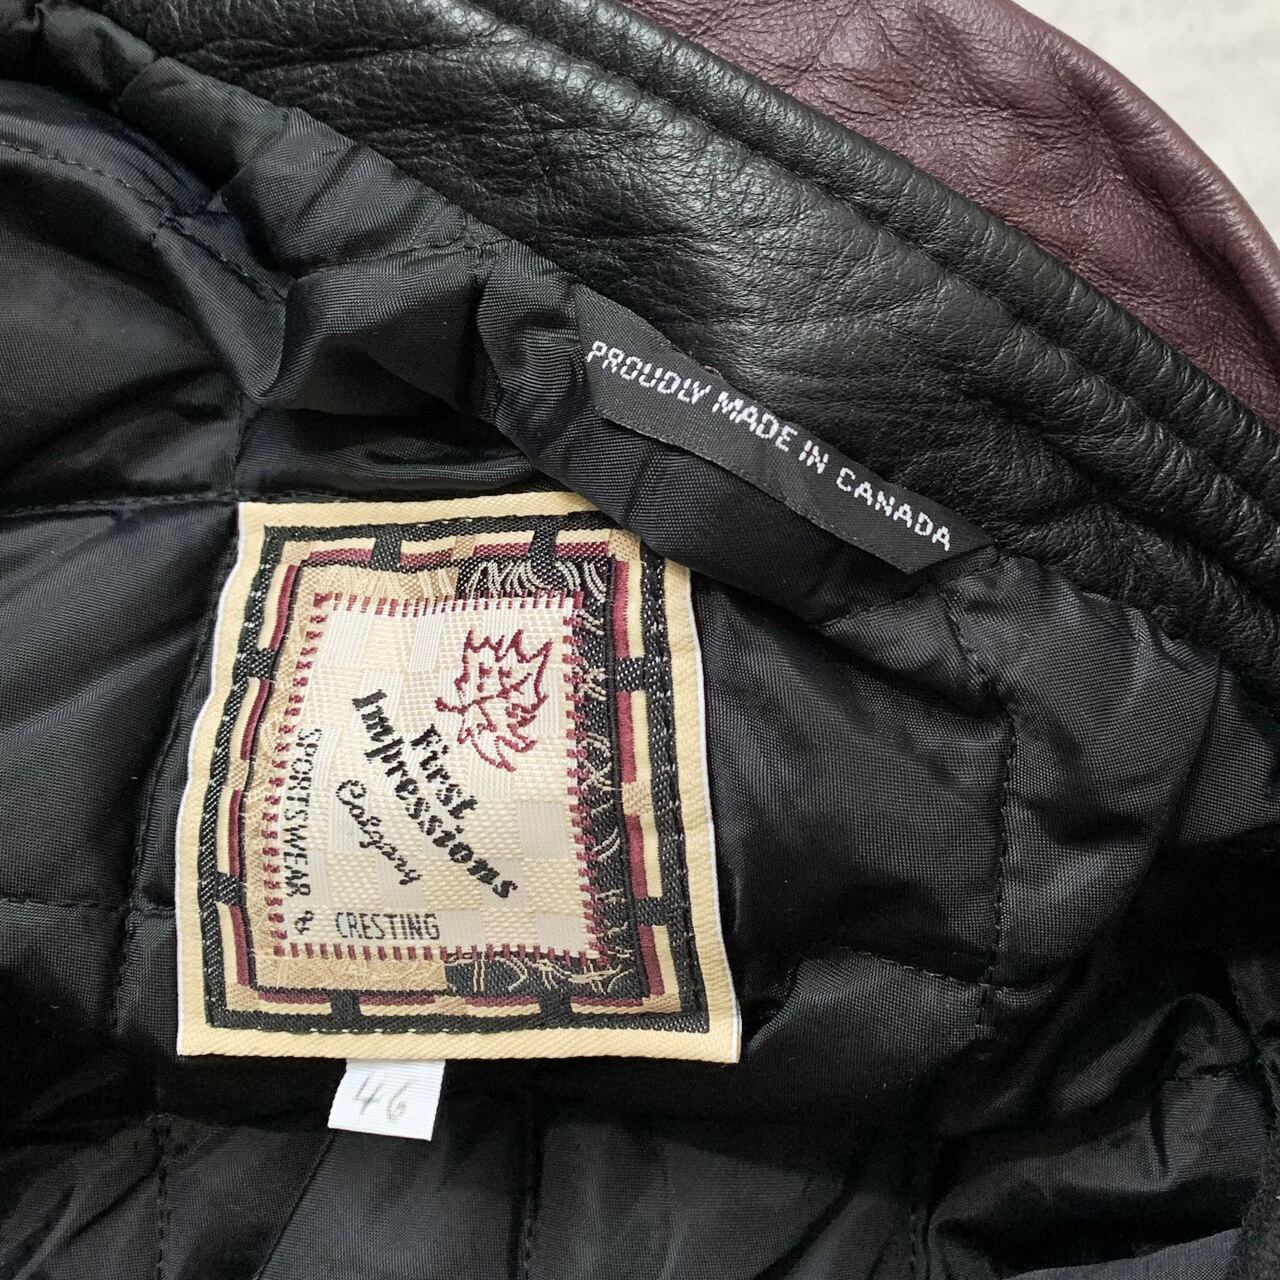 PROUDLY MADE IN CANADA
First
Impressions
Calgary
SPORTSWEAR & CRESTING
46